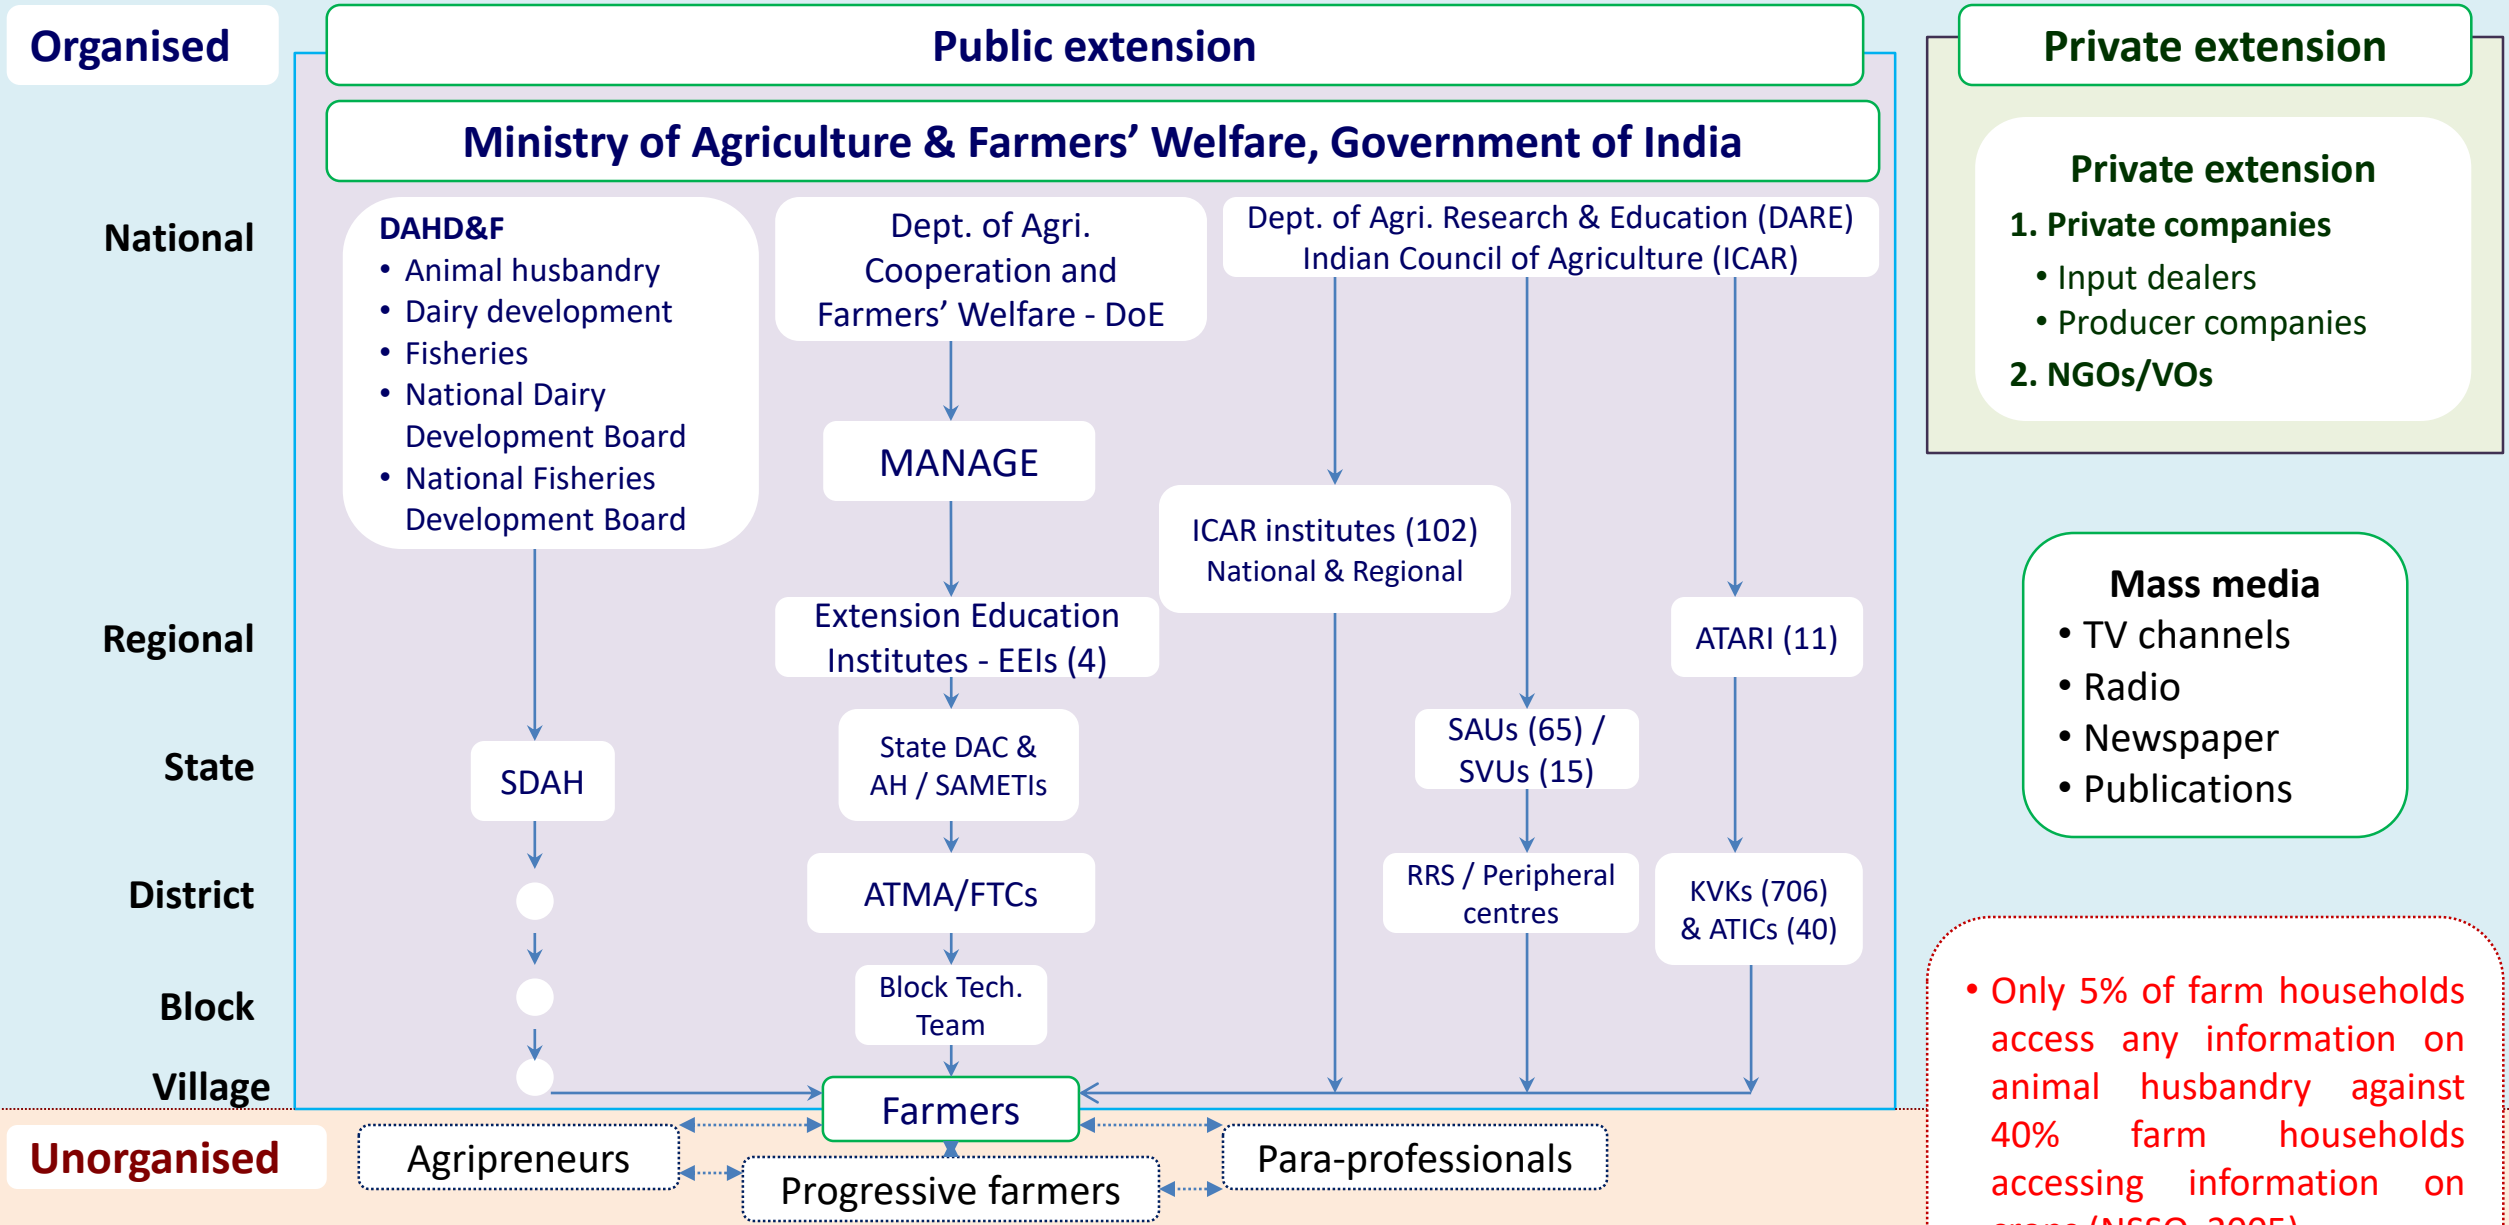 Organised
Public extension
Private extension
Ministry of Agriculture & Farmers’ Welfare, Government of India
National
DAHD&F
• Animal husbandry
• Dairy development
• Fisheries
• National Dairy
Development Board
• National Fisheries
Development Board
Dept. of Agri.
Cooperation and
Farmers’ Welfare - DoE
Dept. of Agri. Research & Education (DARE)
Indian Council of Agriculture (ICAR)
Private extension
1. Private companies
• Input dealers
• Producer companies
2. NGOs/VOs
MANAGE
ICAR institutes (102)
National & Regional
Regional
Extension Education
Institutes - EEIs (4)
ATARI (11)
Mass media
• TV channels
• Radio
• Newspaper
• Publications
State
SDAH
State DAC &
AH / SAMETIs
SAUs (65) /
SVUs (15)
District
ATMA/FTCs
RRS / Peripheral
centres
KVKs (706)
& ATICs (40)
Block
Block Tech.
Team
Village
Farmers
• Only 5% of farm households
access any information on
animal husbandry against
40% farm households
accessing information on
crops (NSSO, 2005)
Unorganised
Agripreneurs
Progressive farmers
Para-professionals